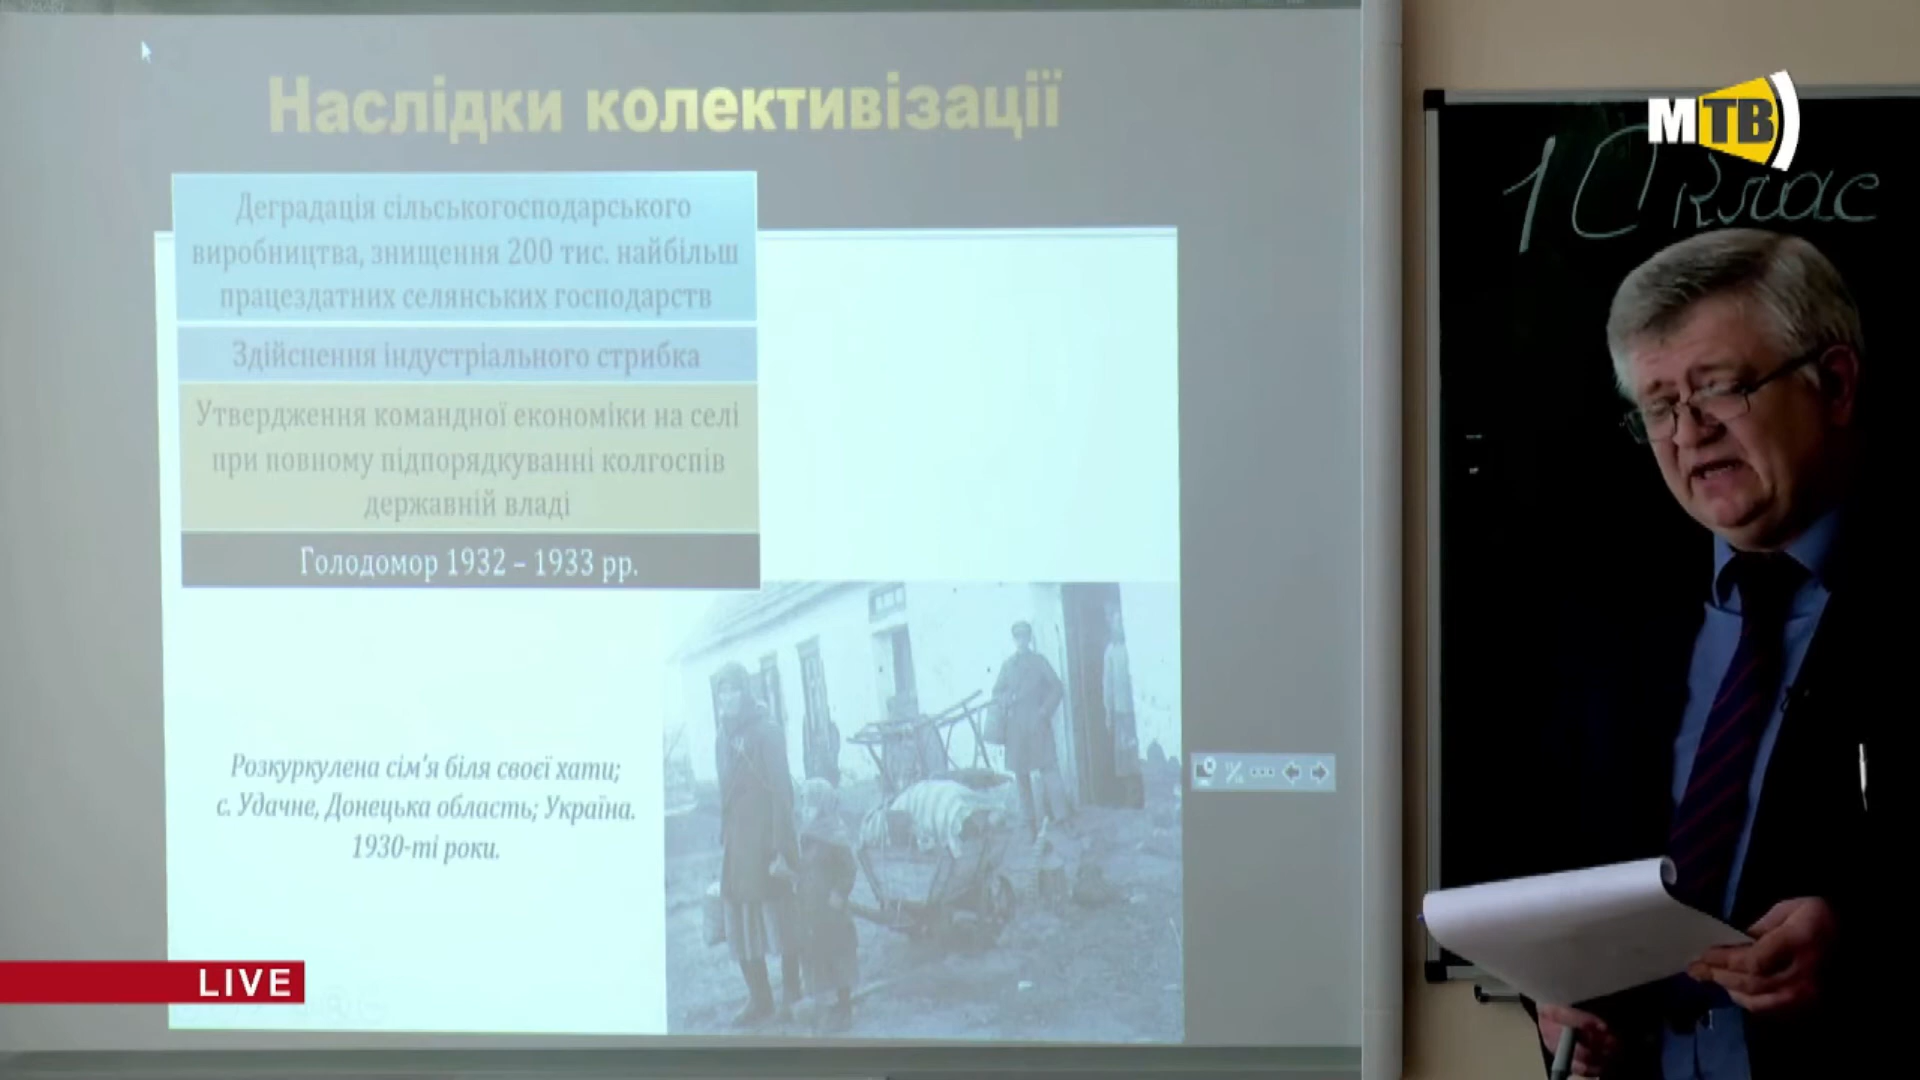 Наслідки колективізації
Деградація сільськогосподарського
виробництва, знищення 200 тис. найбільш
працездатних селянських господарств
Здійснення індустріального стрибка
Утвердження командної економіки на селі
при повному підпорядкуванні колгоспів
державній владі
Голодомор 1932 – 1933 рр.
Розкуркулена сім'я біля своєї хати;
с. Удачне, Донецька область; Україна.
1930-ті роки.
МТВ
10 клас
LIVE